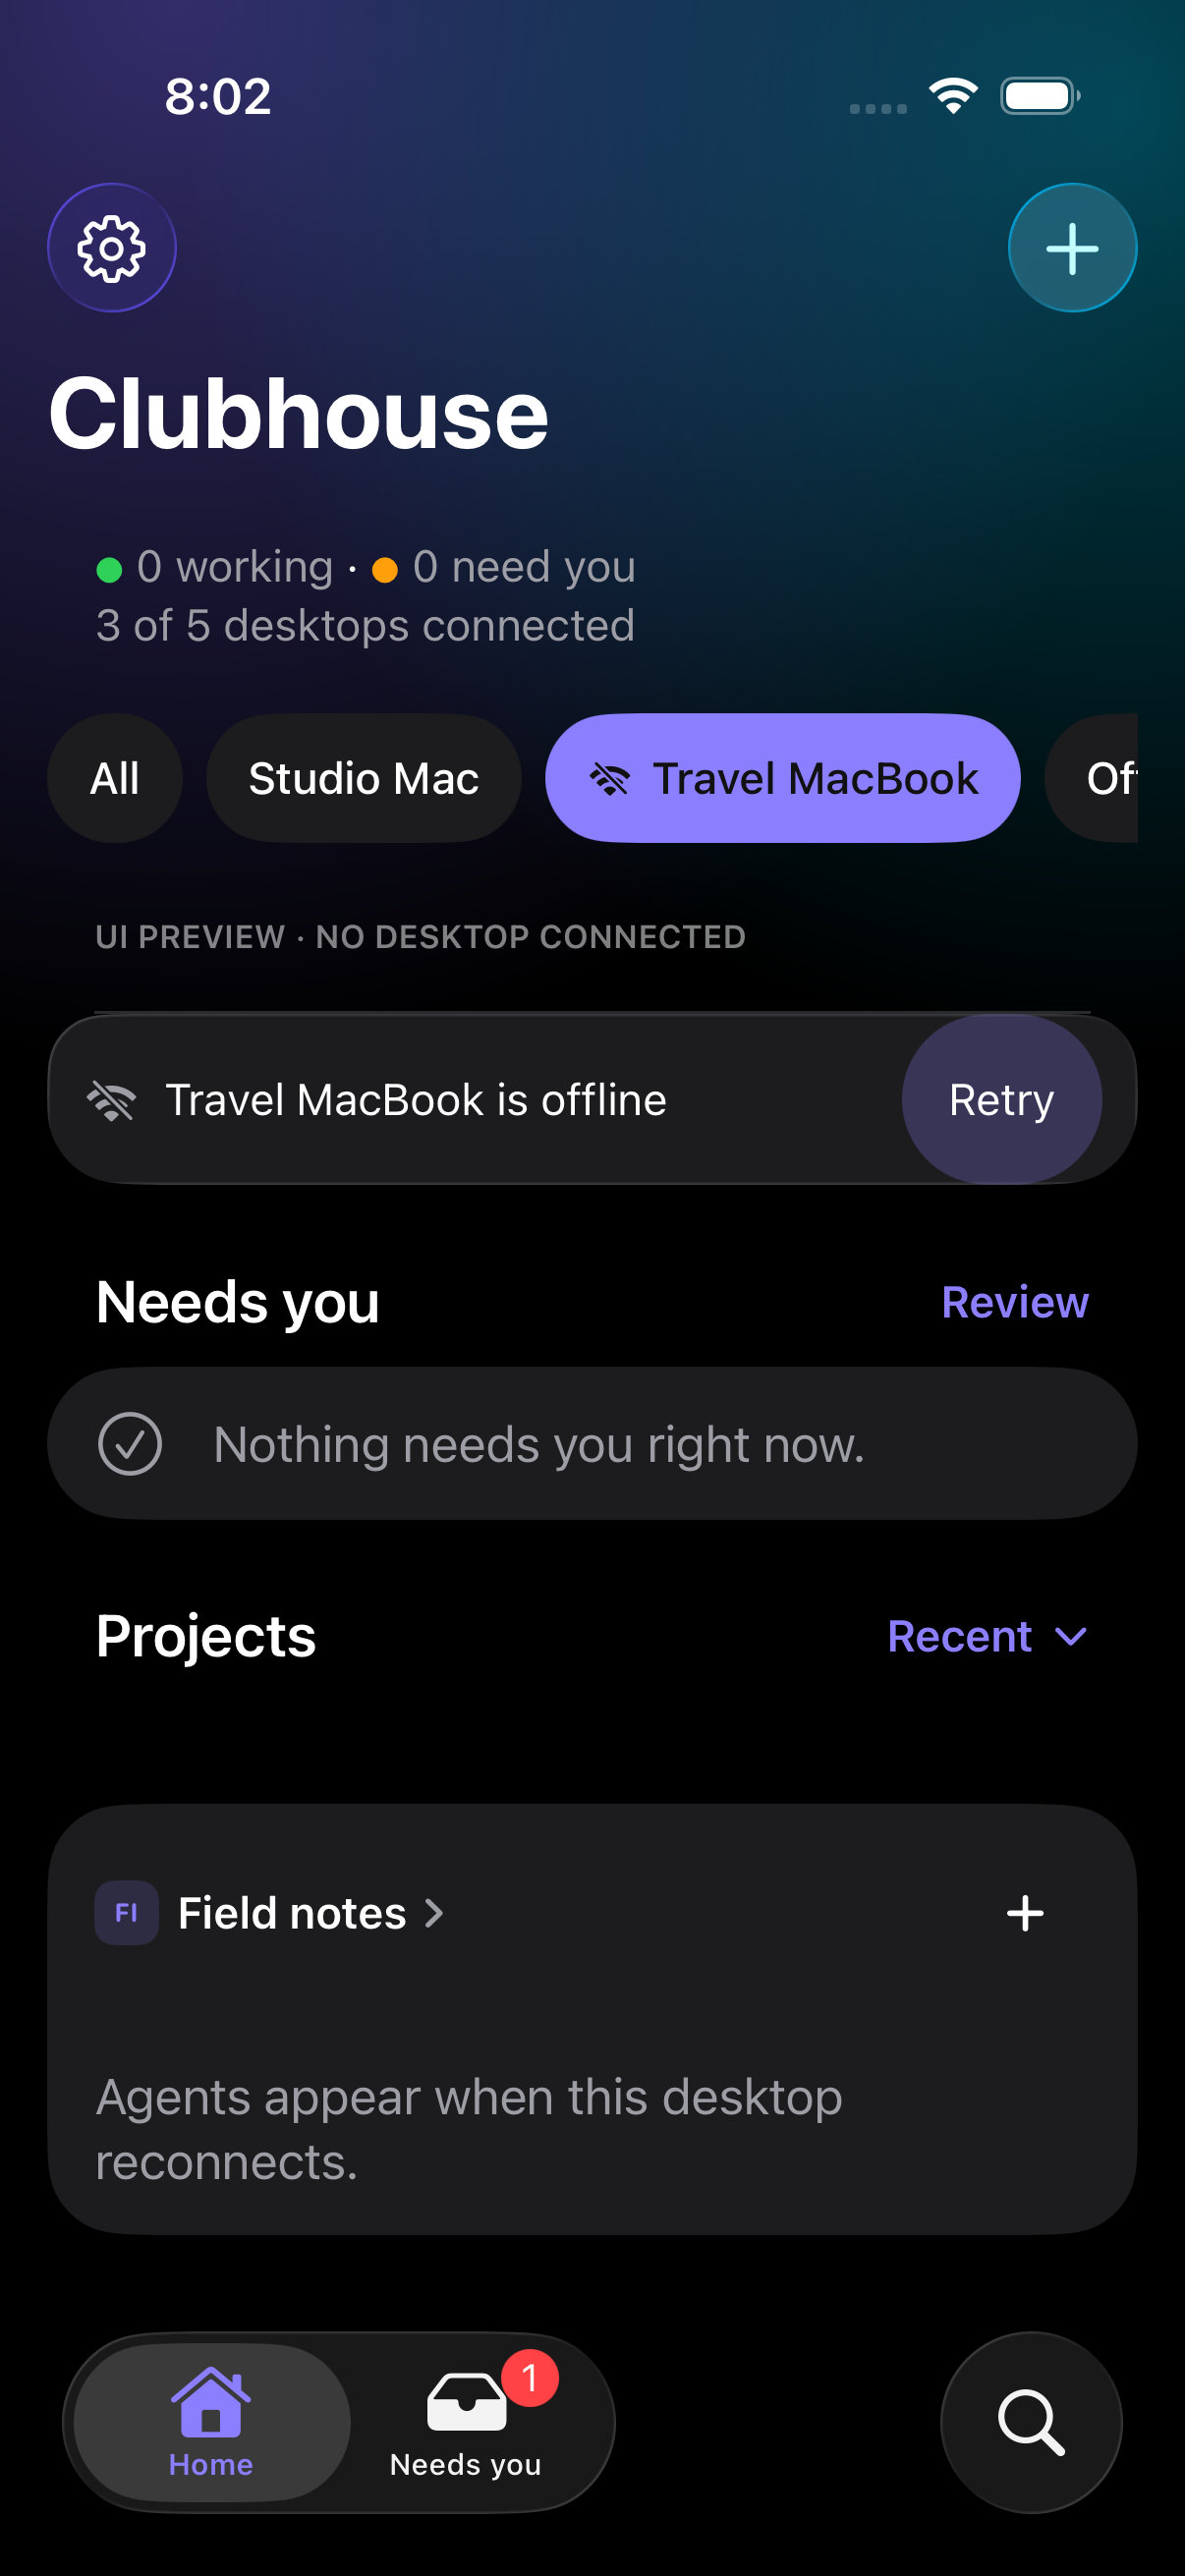 8:02
Clubhouse
0 working · 0 need you
3 of 5 desktops connected
All
Studio Mac
Travel MacBook
UI PREVIEW · NO DESKTOP CONNECTED
Travel MacBook is offline
Retry
Needs you
Review
Nothing needs you right now.
Projects
Recent
FI
Field notes
Agents appear when this desktop
reconnects.
1
Home
Needs you